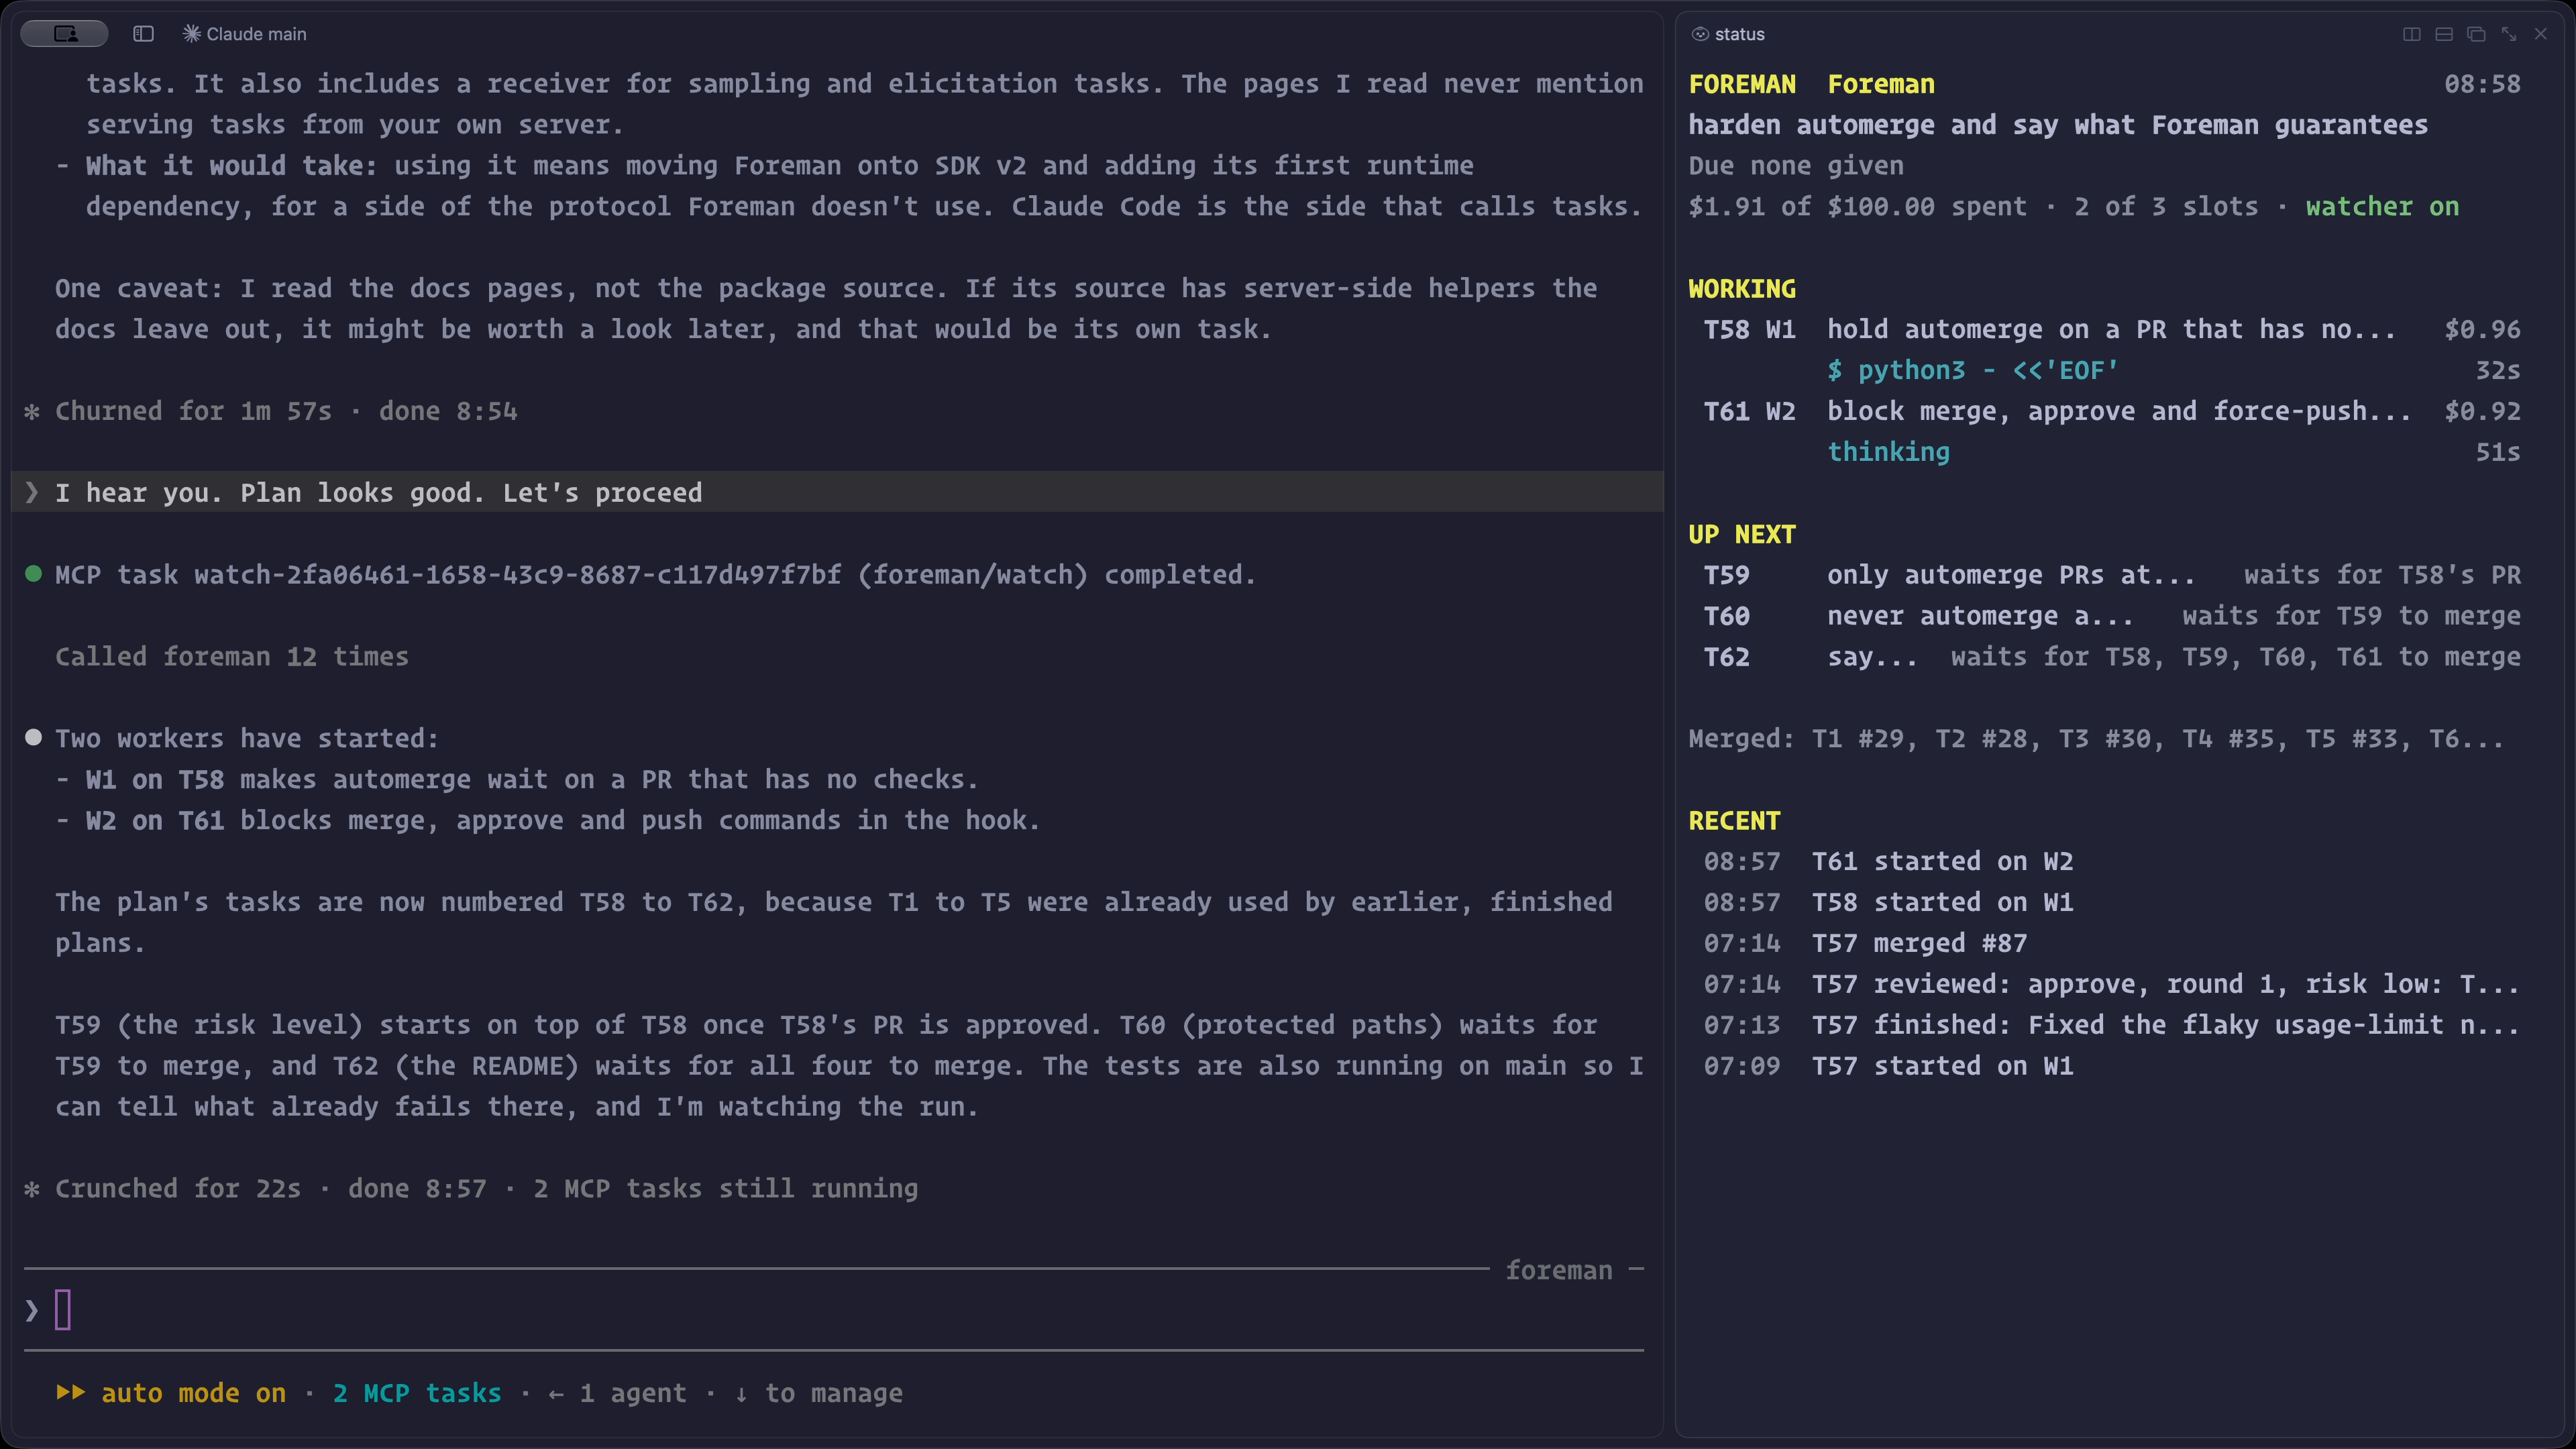 Claude main
tasks. It also includes a receiver for sampling and elicitation tasks. The pages I read never mention
serving tasks from your own server.
- What it would take: using it means moving Foreman onto SDK v2 and adding its first runtime
dependency, for a side of the protocol Foreman doesn't use. Claude Code is the side that calls tasks.
One caveat: I read the docs pages, not the package source. If its source has server-side helpers the
docs leave out, it might be worth a look later, and that would be its own task.
✻ Churned for 1m 57s · done 8:54
❯ I hear you. Plan looks good. Let's proceed
● MCP task watch-2fa06461-1658-43c9-8687-c117d497f7bf (foreman/watch) completed.
Called foreman 12 times
● Two workers have started:
- W1 on T58 makes automerge wait on a PR that has no checks.
- W2 on T61 blocks merge, approve and push commands in the hook.
The plan's tasks are now numbered T58 to T62, because T1 to T5 were already used by earlier, finished
plans.
T59 (the risk level) starts on top of T58 once T58's PR is approved. T60 (protected paths) waits for
T59 to merge, and T62 (the README) waits for all four to merge. The tests are also running on main so I
can tell what already fails there, and I'm watching the run.
✻ Crunched for 22s · done 8:57 · 2 MCP tasks still running
foreman
❯
⏵⏵ auto mode on · 2 MCP tasks · ← 1 agent · ↓ to manage
status
FOREMAN Foreman 08:58
harden automerge and say what Foreman guarantees
Due none given
$1.91 of $100.00 spent · 2 of 3 slots · watcher on
WORKING
T58 W1 hold automerge on a PR that has no... $0.96
$ python3 - <<'EOF' 32s
T61 W2 block merge, approve and force-push... $0.92
thinking 51s
UP NEXT
T59 only automerge PRs at... waits for T58's PR
T60 never automerge a... waits for T59 to merge
T62 say... waits for T58, T59, T60, T61 to merge
Merged: T1 #29, T2 #28, T3 #30, T4 #35, T5 #33, T6...
RECENT
08:57 T61 started on W2
08:57 T58 started on W1
07:14 T57 merged #87
07:14 T57 reviewed: approve, round 1, risk low: T...
07:13 T57 finished: Fixed the flaky usage-limit n...
07:09 T57 started on W1